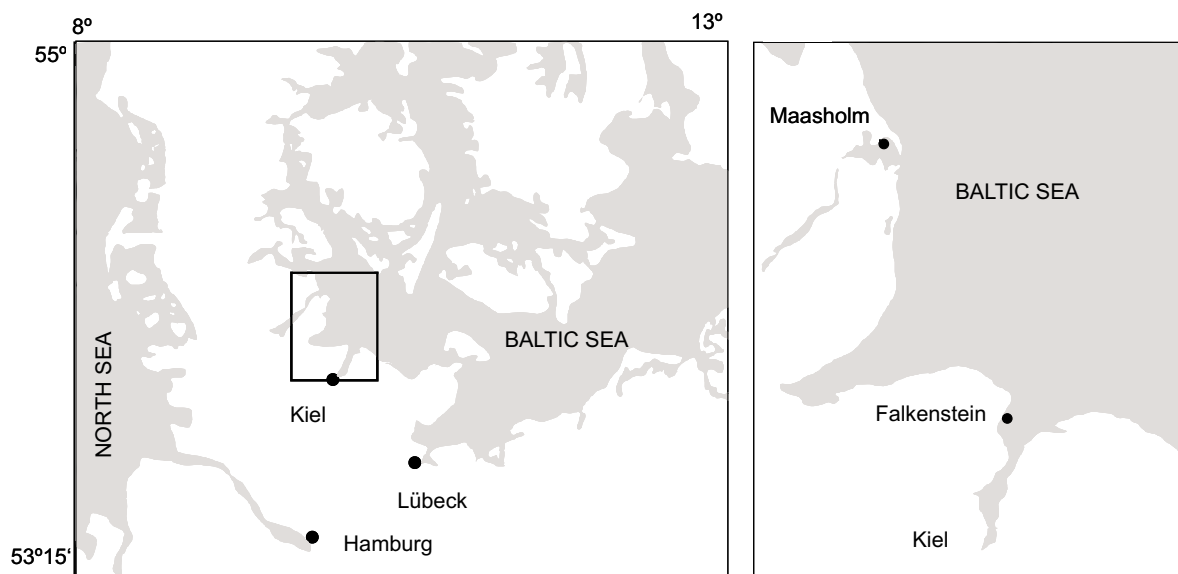 8º
13º
55º
Maasholm
BALTIC SEA
BALTIC SEA
NORTH SEA
Kiel
Falkenstein
Lübeck
Hamburg
Kiel
53º15‘